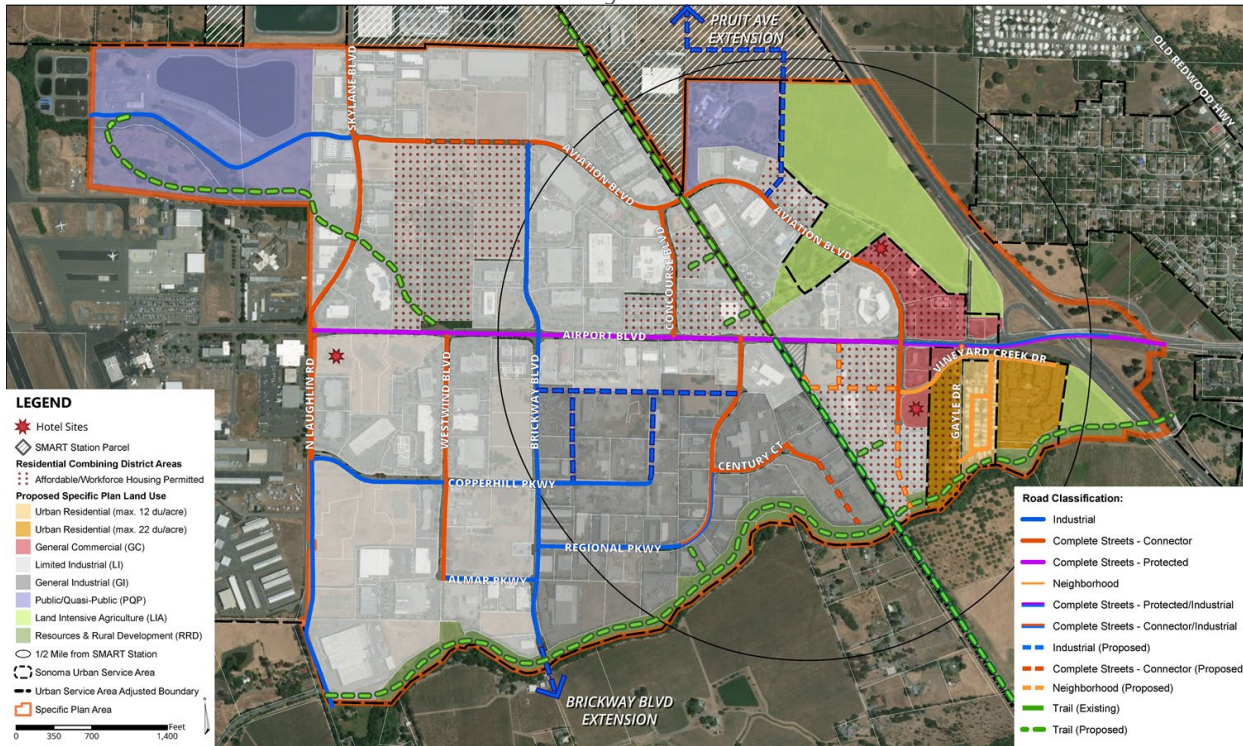 PRUIT AVE
EXTENSION
OLD REDWOOD HWY
SKYLANE BLVD
AVIATION BLVD
CONCOURSE BLVD
AVIATION BLVD
AIRPORT BLVD
VINEYARD CREEK DR
N LAUGHLIN RD
WESTWIND BLVD
BRICKWAY BLVD
GAYLE DR
CENTURY CT
COPPERHILL PKWY
REGIONAL PKWY
ALMAR PKWY
BRICKWAY BLVD
EXTENSION
LEGEND
Hotel Sites
SMART Station Parcel
Residential Combining District Areas
Affordable/Workforce Housing Permitted
Proposed Specific Plan Land Use
Urban Residential (max. 12 du/acre)
Urban Residential (max. 22 du/acre)
General Commercial (GC)
Limited Industrial (LI)
General Industrial (GI)
Public/Quasi-Public (PQP)
Land Intensive Agriculture (LIA)
Resources & Rural Development (RRD)
1/2 Mile from SMART Station
Sonoma Urban Service Area
Urban Service Area Adjusted Boundary
Specific Plan Area
Feet
0 350 700 1,400
Road Classification:
Industrial
Complete Streets - Connector
Complete Streets - Protected
Neighborhood
Complete Streets - Protected/Industrial
Complete Streets - Connector/Industrial
Industrial (Proposed)
Complete Streets - Connector (Proposed
Neighborhood (Proposed)
Trail (Existing)
Trail (Proposed)